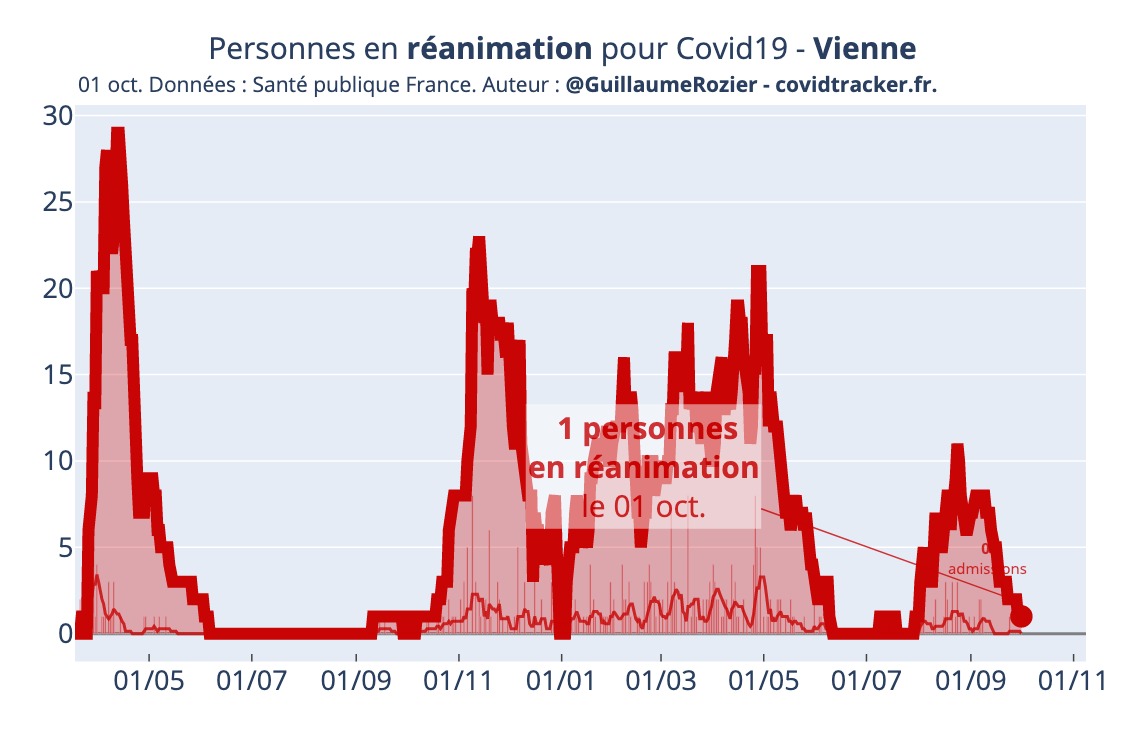 Personnes en réanimation pour Covid19 - Vienne
01 oct. Données : Santé publique France. Auteur : @GuillaumeRozier - covidtracker.fr.
30
25
20
15
10
5
0
1 personnes
en réanimation
le 01 oct.
0
admissions
01/05 01/07 01/09 01/11 01/01 01/03 01/05 01/07 01/09 01/11